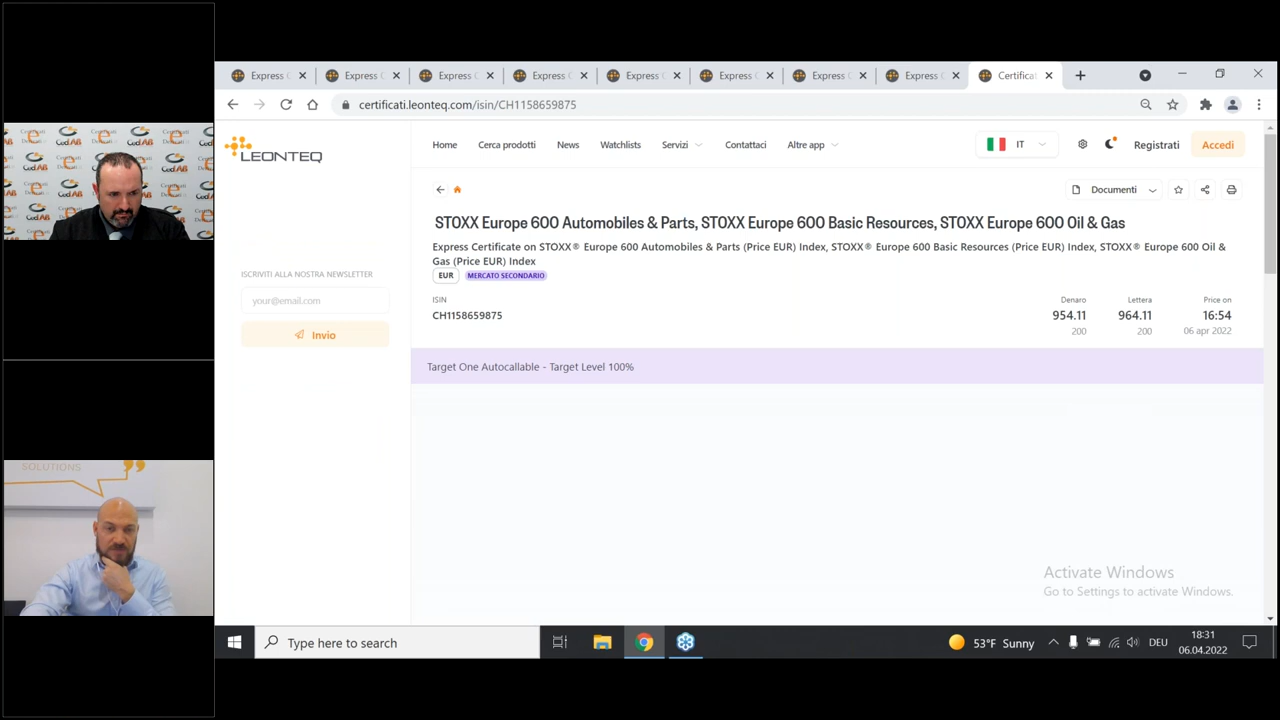 Express C
Express C
Express C
Express C
Express C
Express C
Express C
Express C
Certifica
certificati.leonteq.com/isin/CH1158659875
LEONTEQ
Home Cerca prodotti News Watchlists Servizi Contattaci Altre app IT Registrati Accedi
Documenti
STOXX Europe 600 Automobiles & Parts, STOXX Europe 600 Basic Resources, STOXX Europe 600 Oil & Gas
Express Certificate on STOXX® Europe 600 Automobiles & Parts (Price EUR) Index, STOXX® Europe 600 Basic Resources (Price EUR) Index, STOXX® Europe 600 Oil &
Gas (Price EUR) Index
EUR MERCATO SECONDARIO
ISCRIVITI ALLA NOSTRA NEWSLETTER
your@email.com
Invio
ISIN Denaro Lettera Price on
CH1158659875 954.11 964.11 16:54
200 200 06 apr 2022
Target One Autocallable - Target Level 100%
SOLUTIONS
Activate Windows
Go to Settings to activate Windows.
Type here to search
53°F Sunny
DEU
18:31
06.04.2022